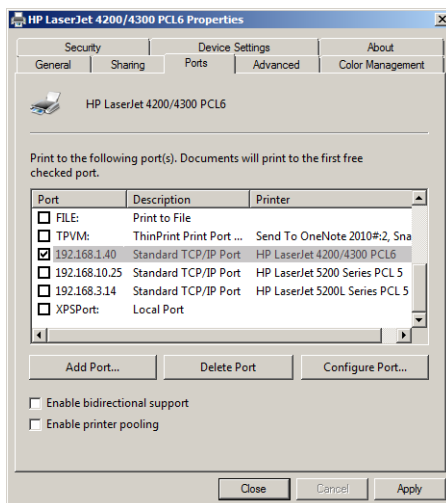 HP LaserJet 4200/4300 PCL6 Properties
Security Device Settings About
General Sharing Ports Advanced Color Management
HP LaserJet 4200/4300 PCL6
Print to the following port(s). Documents will print to the first free
checked port.
Port Description Printer
FILE: Print to File
TPVM: ThinPrint Print Port ... Send To OneNote 2010#:2, Sna
192.168.1.40 Standard TCP/IP Port HP LaserJet 4200/4300 PCL6
192.168.10.25 Standard TCP/IP Port HP LaserJet 5200 Series PCL 5
192.168.3.14 Standard TCP/IP Port HP LaserJet 5200L Series PCL 5
XPSPort: Local Port
Add Port... Delete Port Configure Port...
Enable bidirectional support
Enable printer pooling
Close Cancel Apply